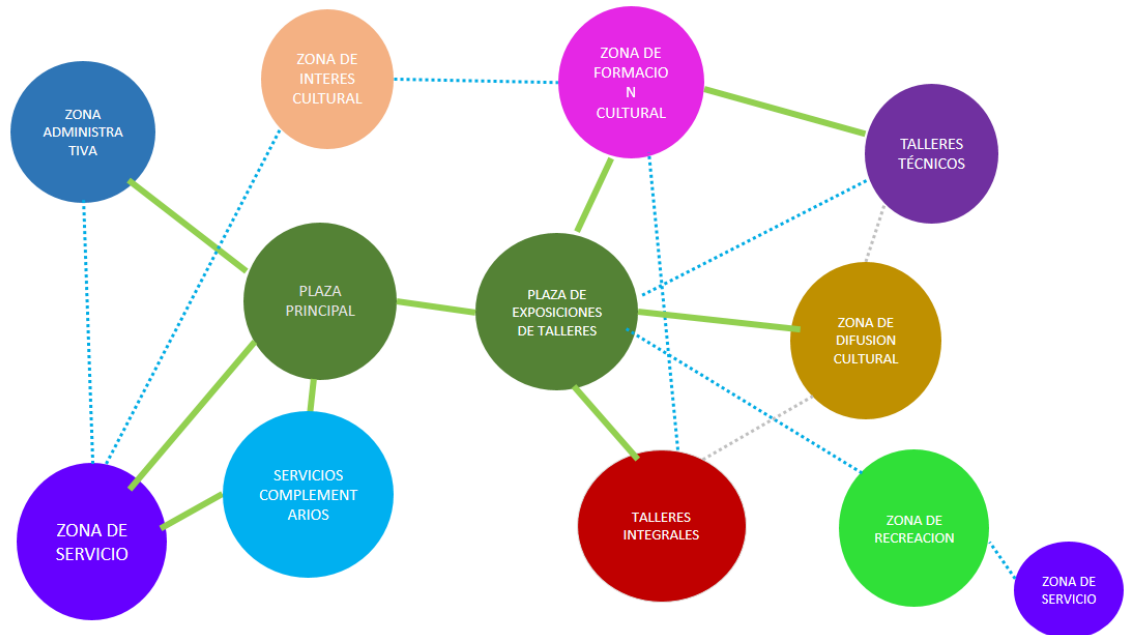 ZONA DE
INTERES
CULTURAL
ZONA DE
FORMACIO
N
CULTURAL
ZONA
ADMINISTRA
TIVA
TALLERES
TÉCNICOS
PLAZA
PRINCIPAL
PLAZA DE
EXPOSICIONES
DE TALLERES
ZONA DE
DIFUSION
CULTURAL
SERVICIOS
COMPLEMENT
ARIOS
ZONA DE
SERVICIO
TALLERES
INTEGRALES
ZONA DE
RECREACION
ZONA DE
SERVICIO